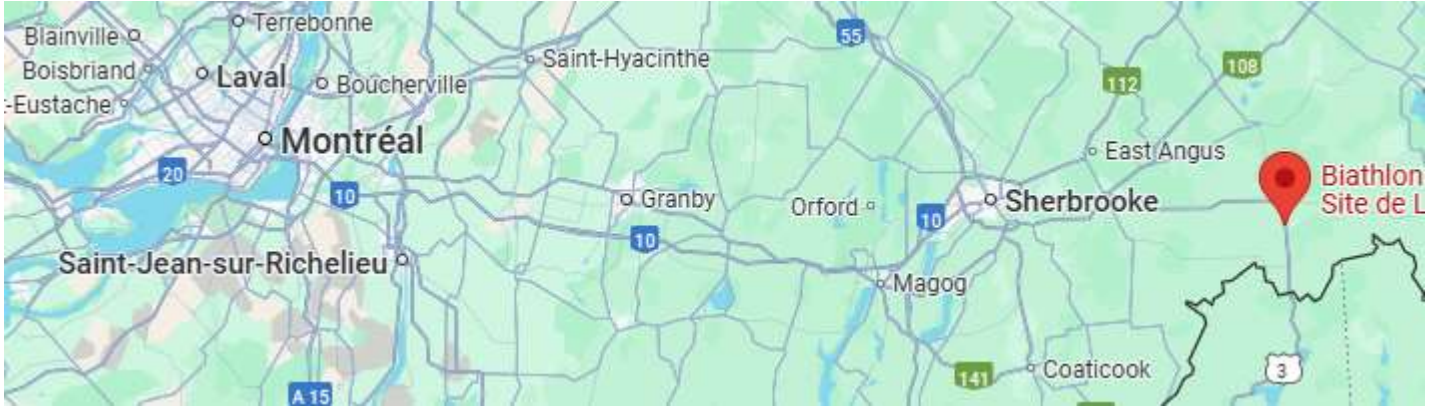 Terrebonne
Blainville
55
Saint-Hyacinthe
Boisbriand
Laval
Boucherville
108
112
-Eustache
Montréal
East Angus
20
10
Granby
Orford
10
Sherbrooke
Biathlon
Site de L
10
Saint-Jean-sur-Richelieu
Magog
141
Coaticook
3
A 15